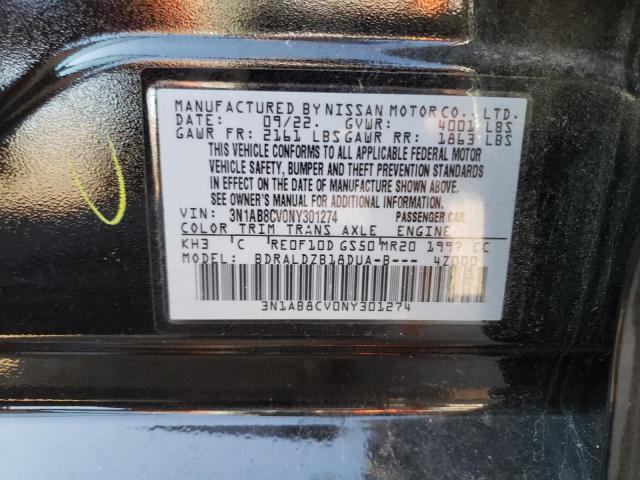 MANUFACTURED BY NISSAN MOTOR CO., LTD.
DATE: 09/22 GVWR: 4001 LBS
GAWR FR: 2161 LBS GAWR RR: 1863 LBS
THIS VEHICLE CONFORMS TO ALL APPLICABLE FEDERAL MOTOR
VEHICLE SAFETY, BUMPER AND THEFT PREVENTION STANDARDS
IN EFFECT ON THE DATE OF MANUFACTURE SHOWN ABOVE.
SEE OWNER'S MANUAL FOR ADDITIONAL INFORMATION
VIN: 3N1AB8CV0NY301274 PASSENGER CAR
COLOR TRIM TRANS AXLE ENGINE
KH3 C RE0F10D GS50 MR20 1997 CC
MODEL: BDRALDZB18DUA-B--- 4Z000
3N1AB8CV0NY301274